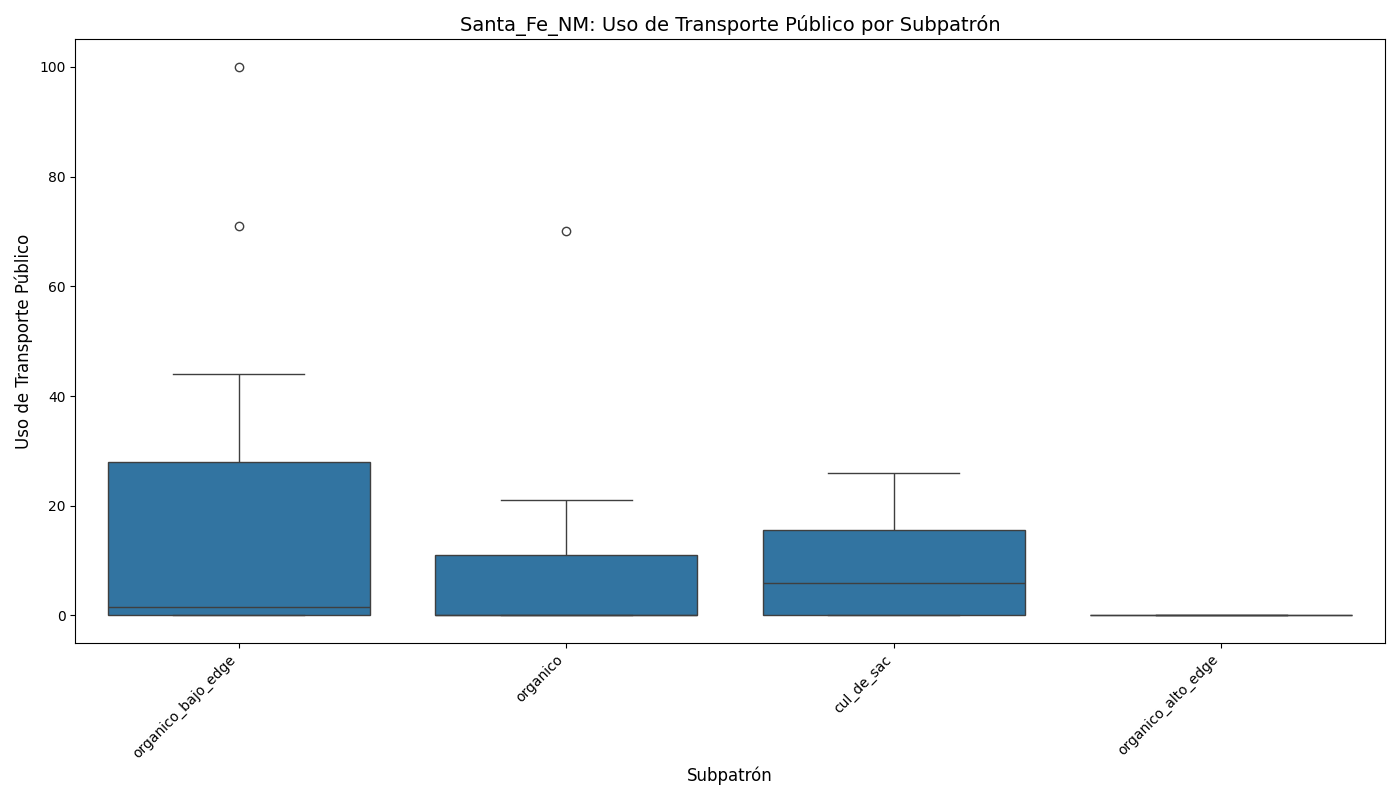 Santa_Fe_NM: Uso de Transporte Público por Subpatrón
Uso de Transporte Público
100
80
60
40
20
0
organico_bajo_edge
organico
cul_de_sac
organico_alto_edge
Subpatrón